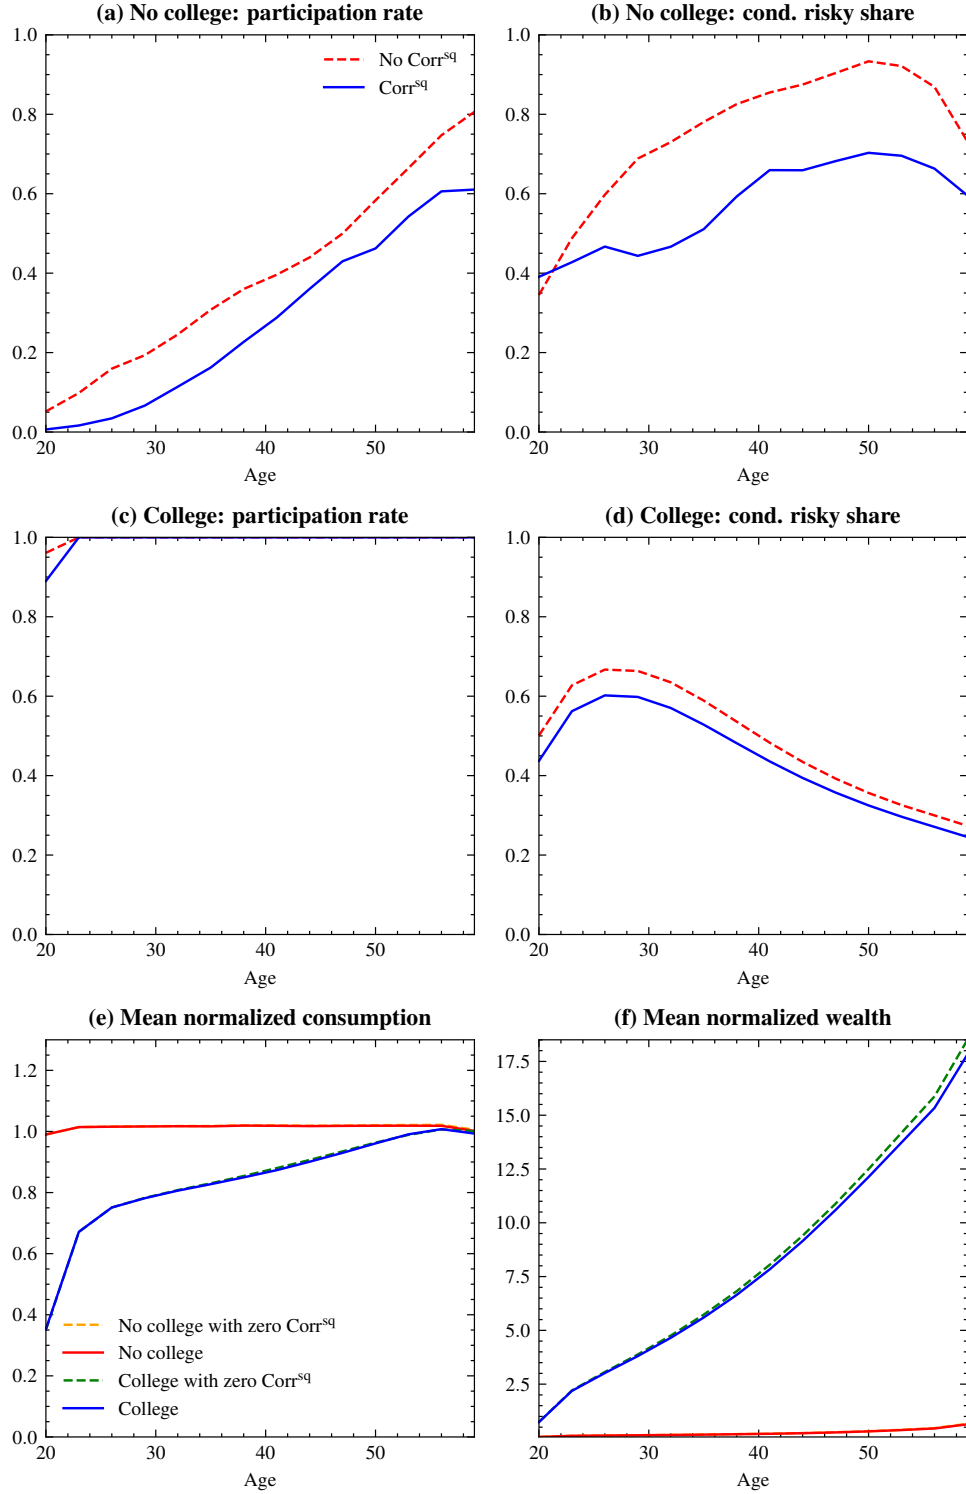 (a) No college: participation rate
1.0
0.8
0.6
0.4
0.2
0.0
No Corr^sq
Corr^sq
20 30 40 50
Age
(b) No college: cond. risky share
1.0
0.8
0.6
0.4
0.2
0.0
20 30 40 50
Age
(c) College: participation rate
1.0
0.8
0.6
0.4
0.2
0.0
20 30 40 50
Age
(d) College: cond. risky share
1.0
0.8
0.6
0.4
0.2
0.0
20 30 40 50
Age
(e) Mean normalized consumption
1.2
1.0
0.8
0.6
0.4
0.2
0.0
No college with zero Corr^sq
No college
College with zero Corr^sq
College
20 30 40 50
Age
(f) Mean normalized wealth
17.5
15.0
12.5
10.0
7.5
5.0
2.5
20 30 40 50
Age